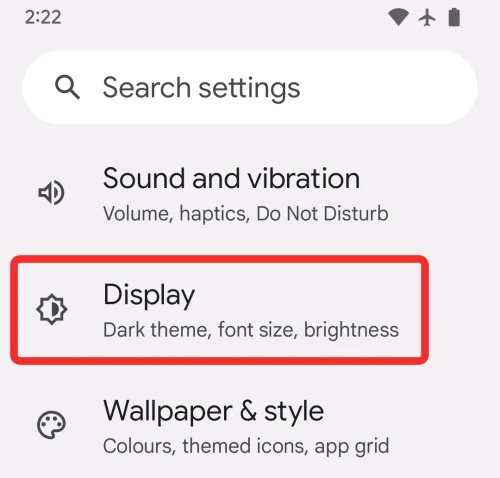 2:22
Search settings
Sound and vibration
Volume, haptics, Do Not Disturb
Display
Dark theme, font size, brightness
Wallpaper & style
Colours, themed icons, app grid